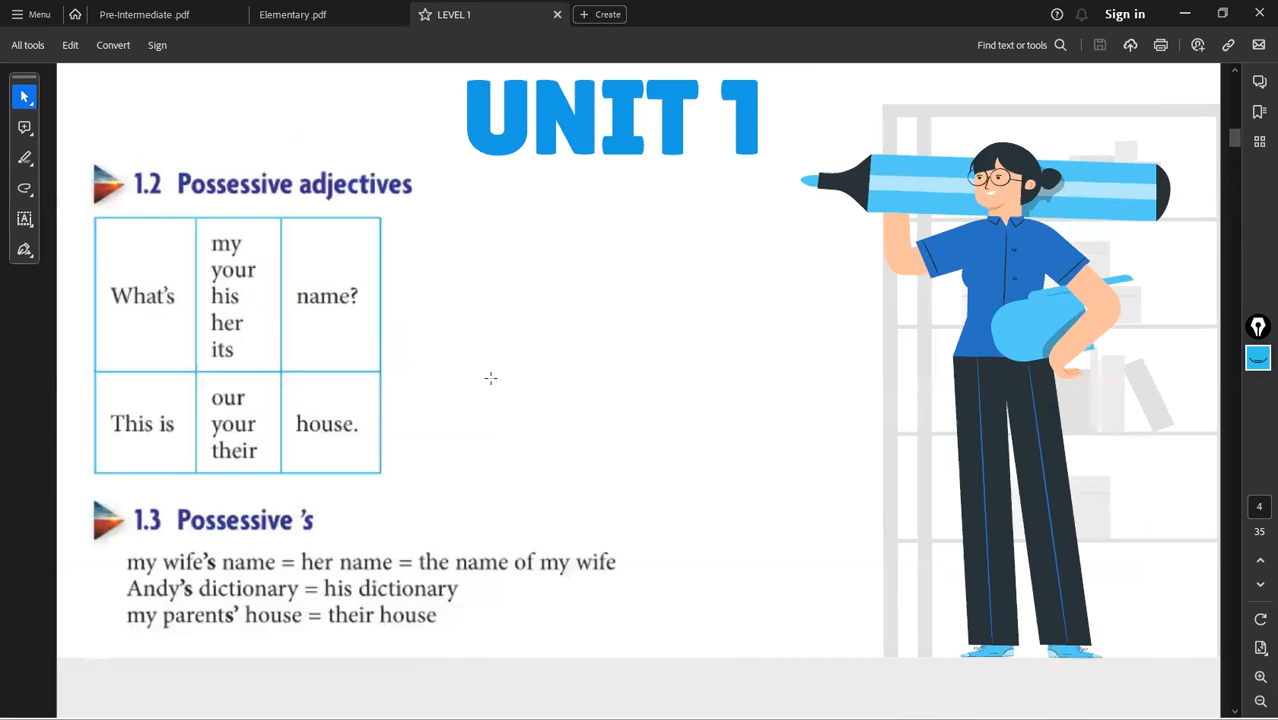 Menu
Pre-Intermediate .pdf
Elementary .pdf
LEVEL 1
Create
Sign in
All tools
Edit
Convert
Sign
Find text or tools
UNIT 1
1.2 Possessive adjectives
What's
my
your
his
her
its
name?
This is
our
your
their
house.
1.3 Possessive 's
my wife's name = her name = the name of my wife
Andy's dictionary = his dictionary
my parents' house = their house
4
35